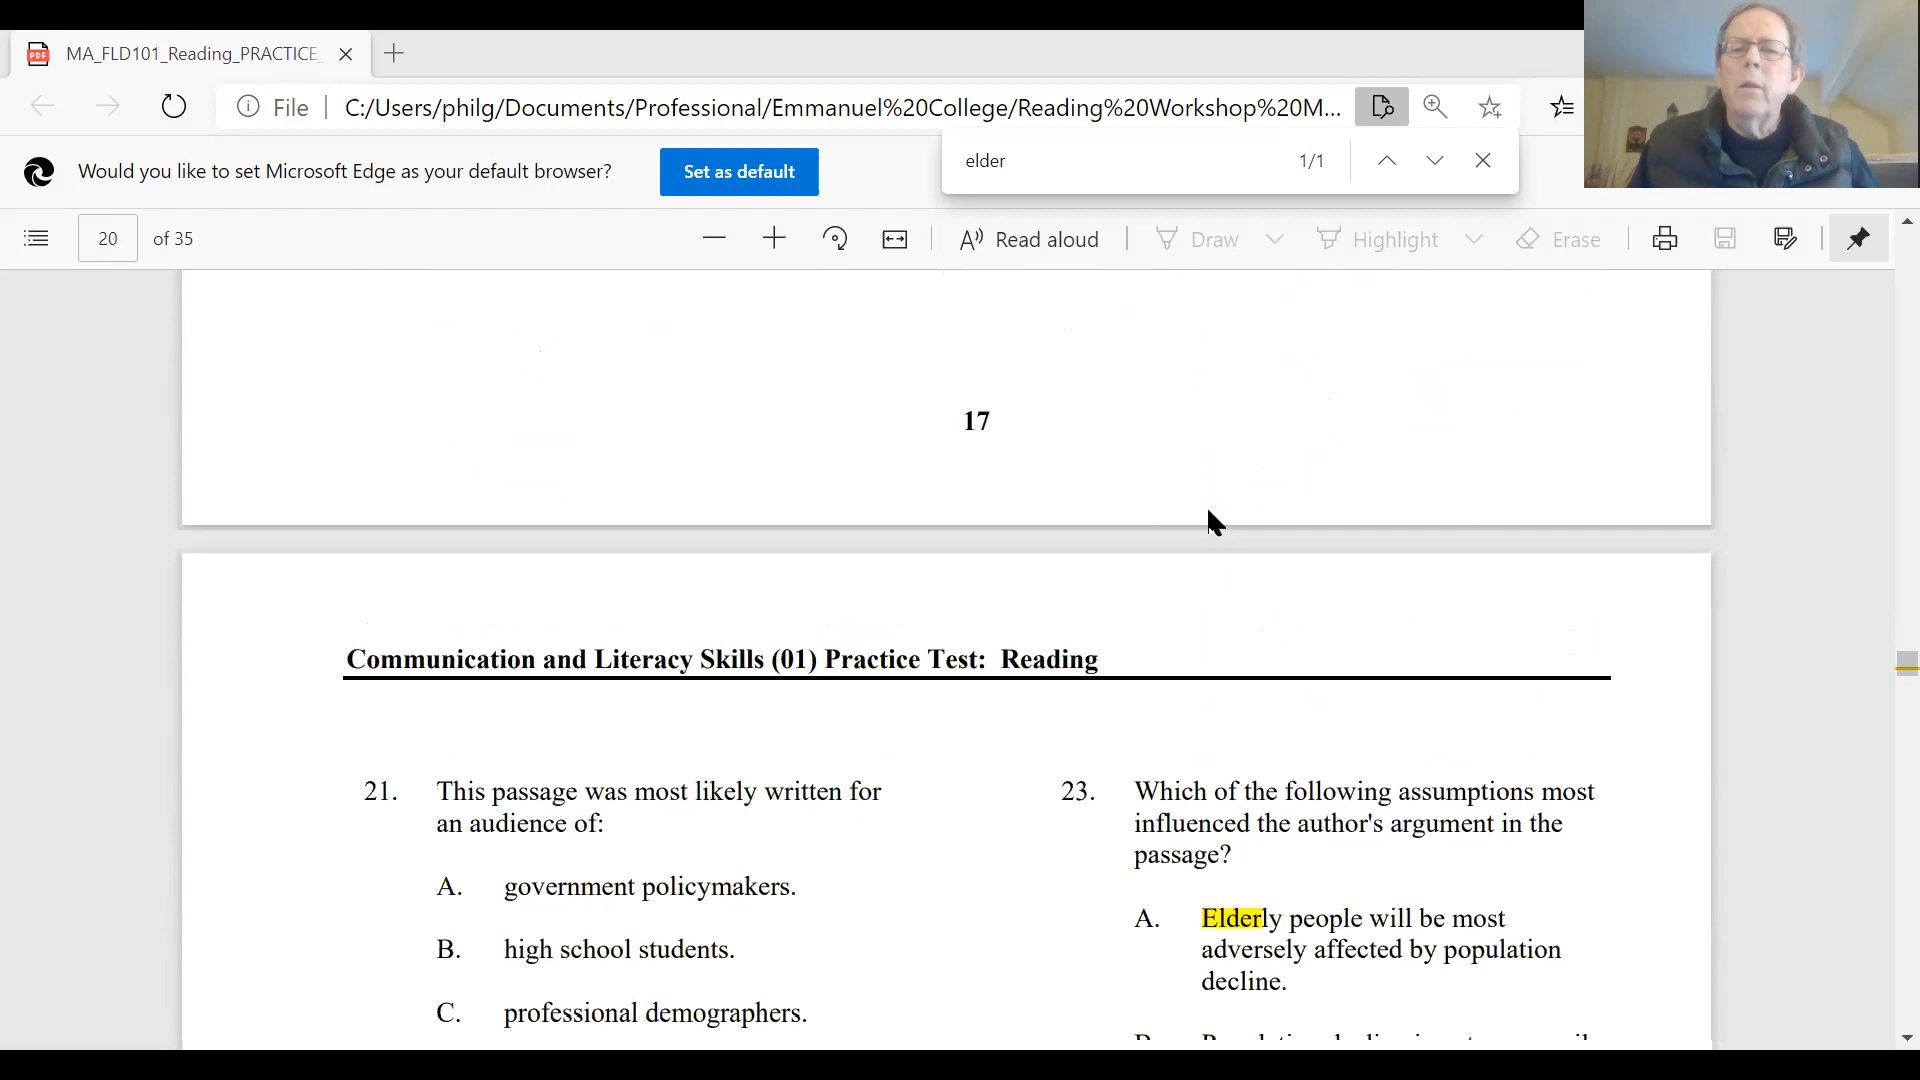 MA_FLD101_Reading_PRACTICE_
File
C:/Users/philg/Documents/Professional/Emmanuel%20College/Reading%20Workshop%20M...
Would you like to set Microsoft Edge as your default browser?
Set as default
elder
1/1
20
of 35
Read aloud
Draw
Highlight
Erase
17
Communication and Literacy Skills (01) Practice Test: Reading
21. This passage was most likely written for
an audience of:
A. government policymakers.
B. high school students.
C. professional demographers.
23. Which of the following assumptions most
influenced the author's argument in the
passage?
A. Elderly people will be most
adversely affected by population
decline.